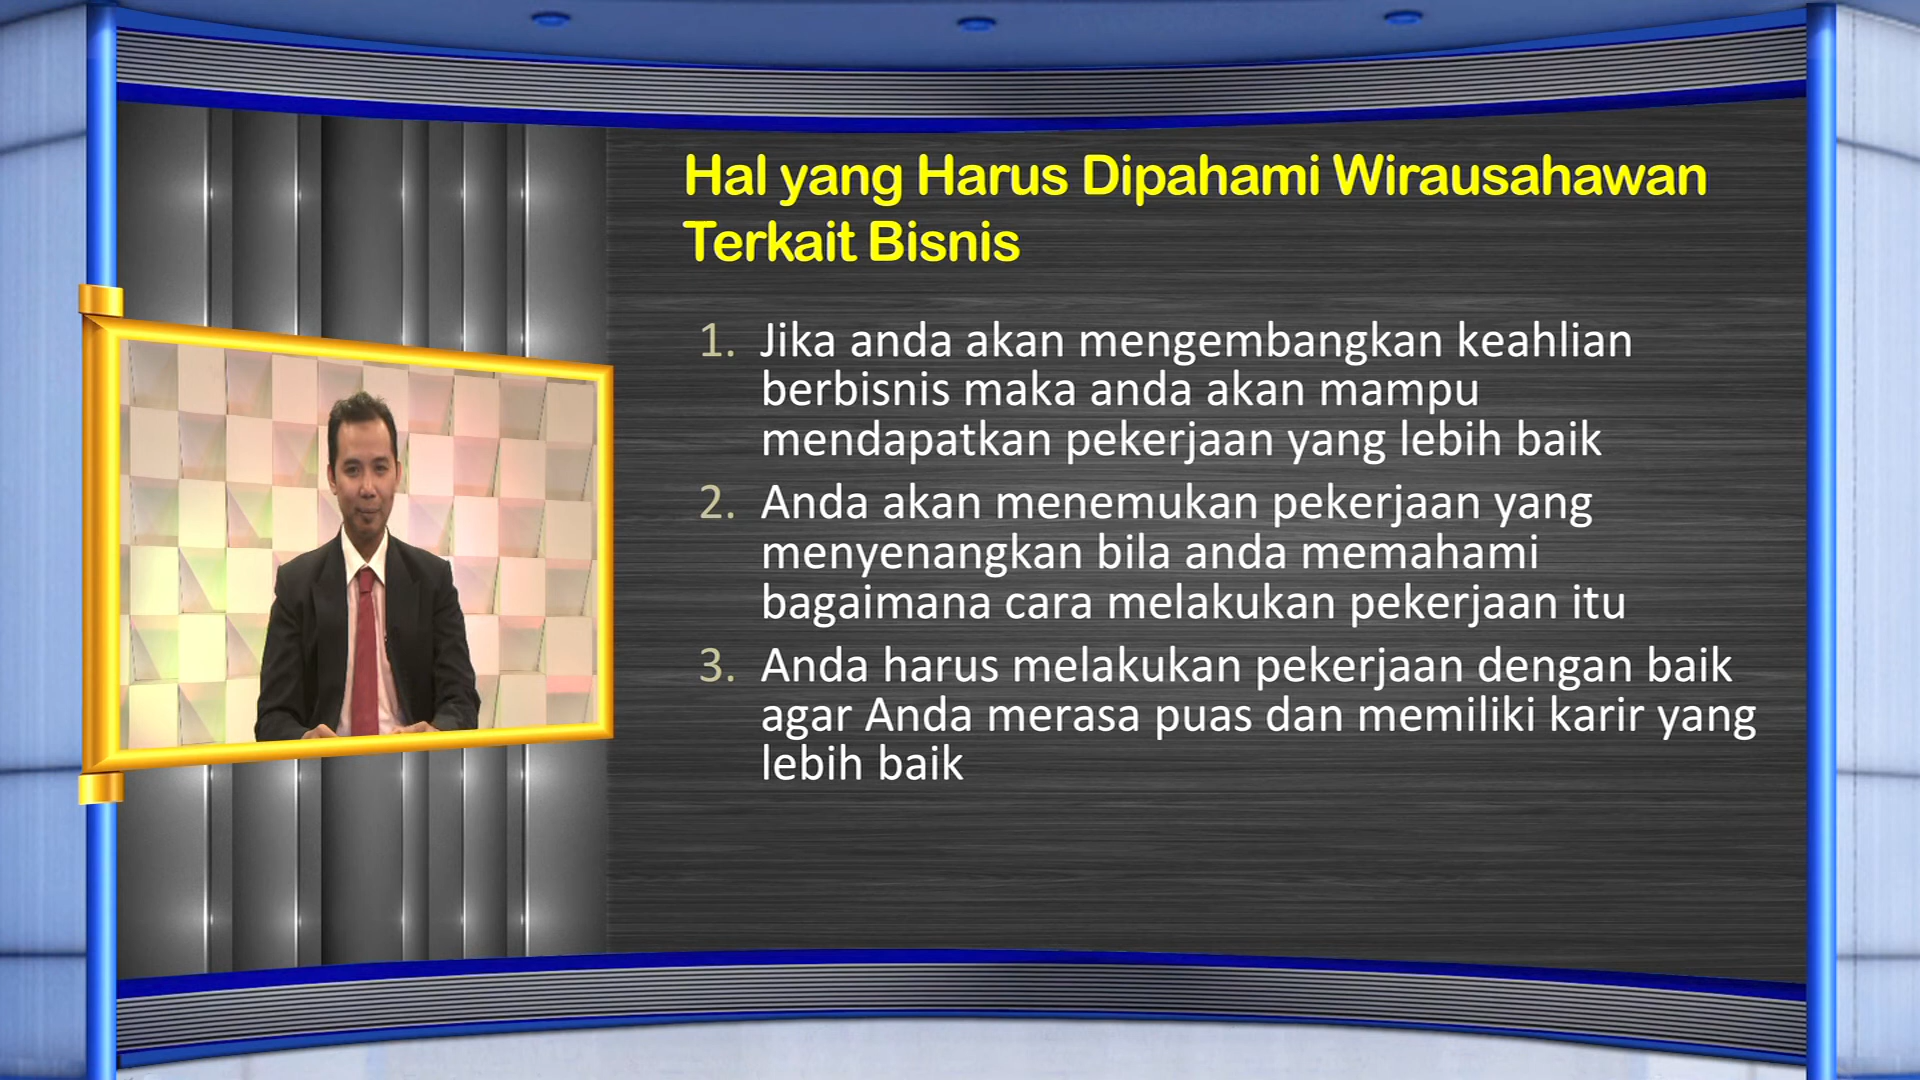 Hal yang Harus Dipahami Wirausahawan
Terkait Bisnis
1. Jika anda akan mengembangkan keahlian
berbisnis maka anda akan mampu
mendapatkan pekerjaan yang lebih baik
2. Anda akan menemukan pekerjaan yang
menyenangkan bila anda memahami
bagaimana cara melakukan pekerjaan itu
3. Anda harus melakukan pekerjaan dengan baik
agar Anda merasa puas dan memiliki karir yang
lebih baik